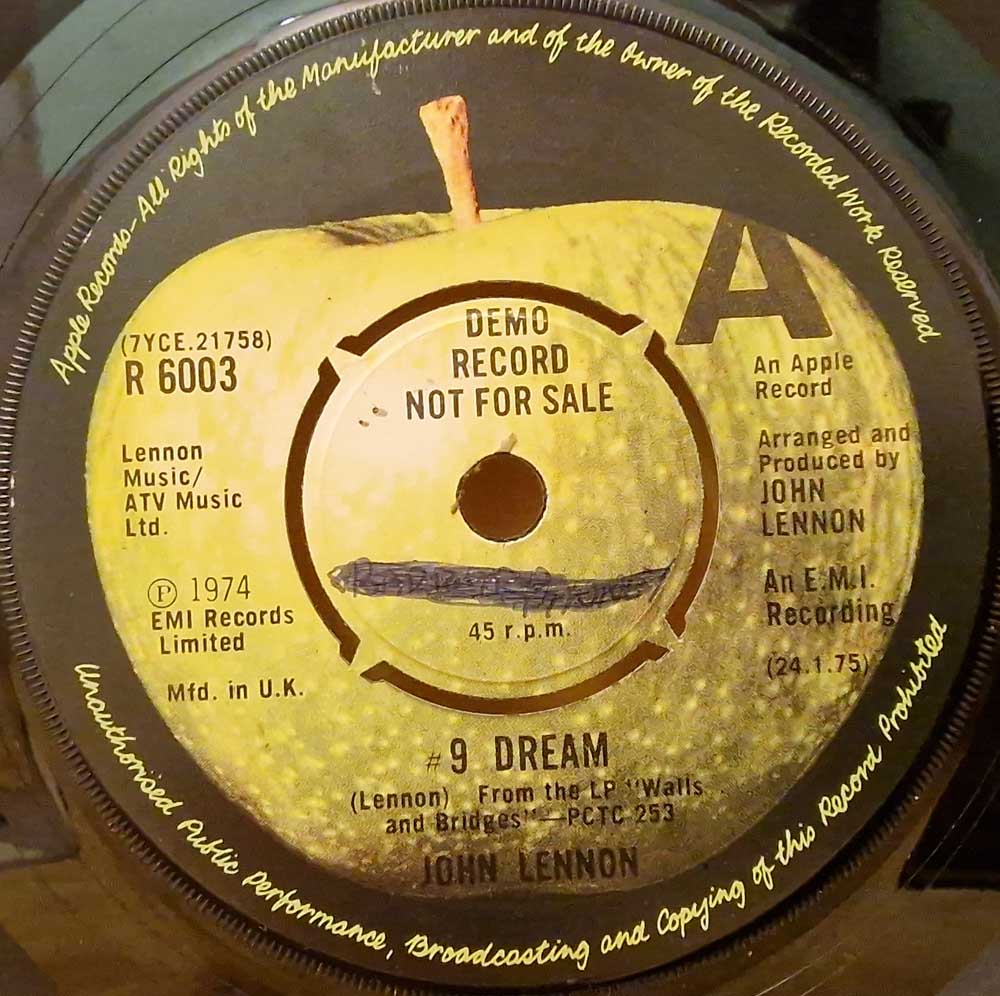 Apple Records–All Rights of the Manufacturer and of the Owner of the Recorded Work Reserved
A
DEMO
RECORD
NOT FOR SALE
(7YCE.21758)
R 6003
Lennon
Music/
ATV Music
Ltd.
Ⓟ 1974
EMI Records
Limited
Mfd. in U.K.
An Apple
Record
Arranged and
Produced by
JOHN
LENNON
An E.M.I.
Recording
(24.1.75)
45 r.p.m.
#9 DREAM
(Lennon) From the LP "Walls
and Bridges"—PCTC 253
JOHN LENNON
Unauthorised Public Performance, Broadcasting and Copying of this Record Prohibited